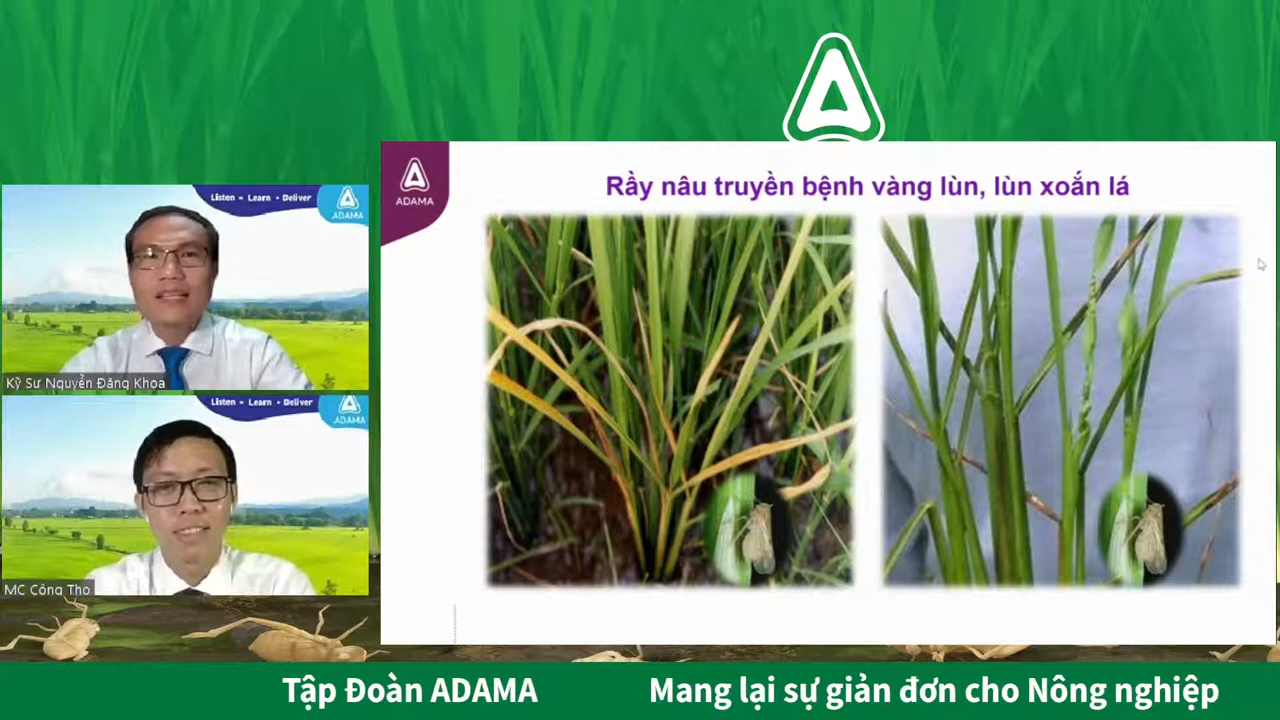 Listen • Learn • Deliver
ADAMA
Kỹ Sư Nguyễn Đăng Khoa
Listen • Learn • Deliver
ADAMA
MC Công Thọ
ADAMA
Rầy nâu truyền bệnh vàng lùn, lùn xoắn lá
Tập Đoàn ADAMA
Mang lại sự giản đơn cho Nông nghiệp